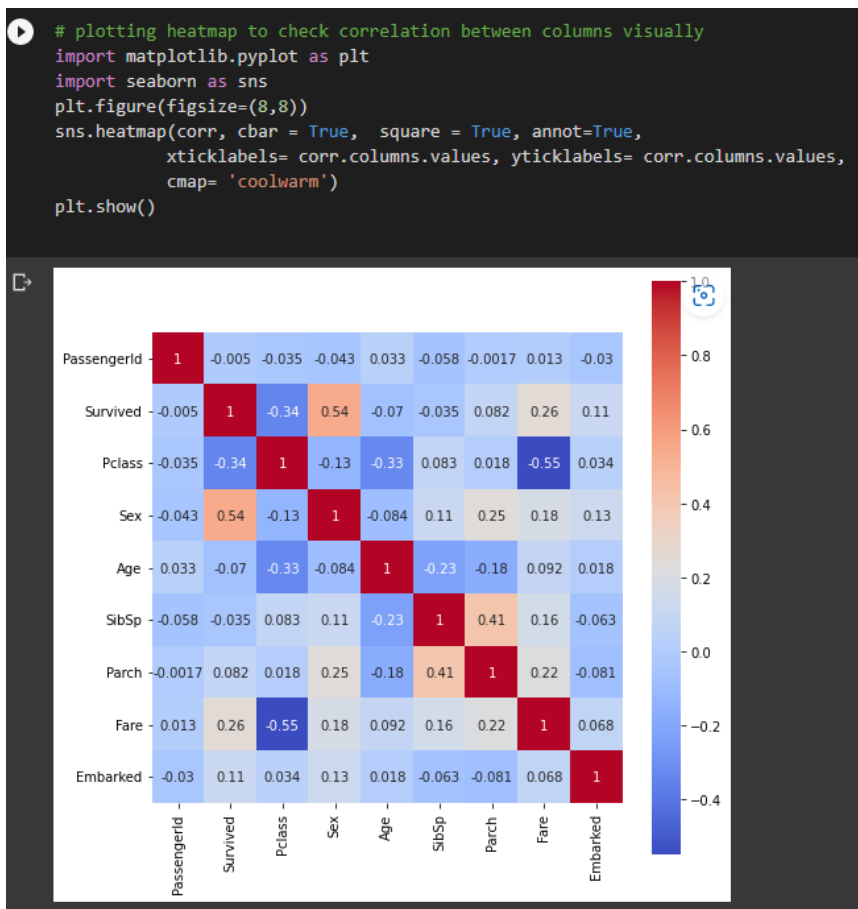 # plotting heatmap to check correlation between columns visually
import matplotlib.pyplot as plt
import seaborn as sns
plt.figure(figsize=(8,8))
sns.heatmap(corr, cbar = True,  square = True, annot=True,
            xticklabels= corr.columns.values, yticklabels= corr.columns.values,
            cmap= 'coolwarm')
plt.show()
1.0
PassengerId 1 -0.005 -0.035 -0.043 0.033 -0.058 -0.0017 0.013 -0.03
0.8
Survived -0.005 1 -0.34 0.54 -0.07 -0.035 0.082 0.26 0.11
0.6
Pclass -0.035 -0.34 1 -0.13 -0.33 0.083 0.018 -0.55 0.034
Sex -0.043 0.54 -0.13 1 -0.084 0.11 0.25 0.18 0.13
0.4
Age 0.033 -0.07 -0.33 -0.084 1 -0.23 -0.18 0.092 0.018
0.2
SibSp -0.058 -0.035 0.083 0.11 -0.23 1 0.41 0.16 -0.063
0.0
Parch -0.0017 0.082 0.018 0.25 -0.18 0.41 1 0.22 -0.081
Fare 0.013 0.26 -0.55 0.18 0.092 0.16 0.22 1 0.068
-0.2
Embarked -0.03 0.11 0.034 0.13 0.018 -0.063 -0.081 0.068 1
-0.4
PassengerId
Survived
Pclass
Sex
Age
SibSp
Parch
Fare
Embarked